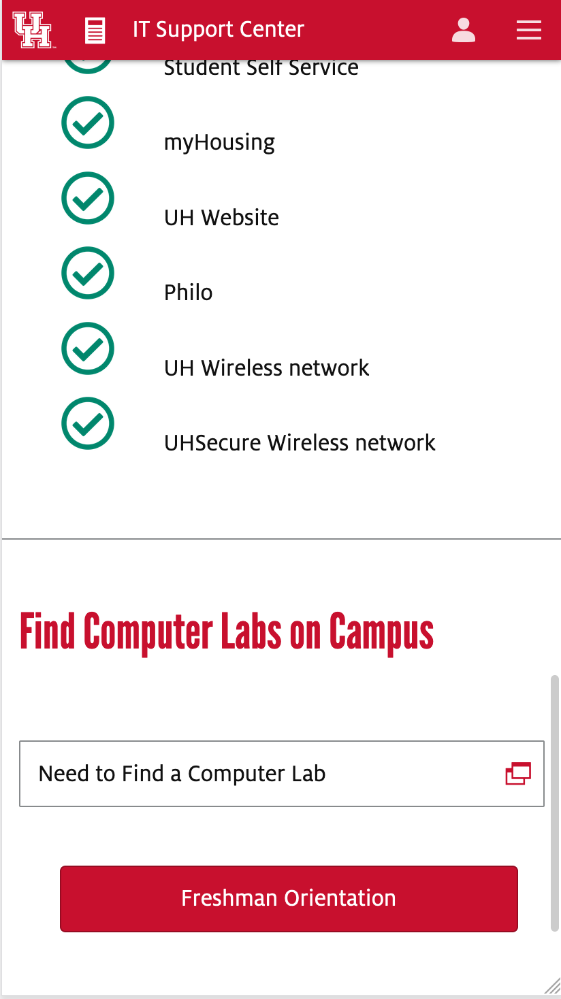 UH
IT Support Center
Student Self Service
myHousing
UH Website
Philo
UH Wireless network
UHSecure Wireless network
Find Computer Labs on Campus
Need to Find a Computer Lab
Freshman Orientation